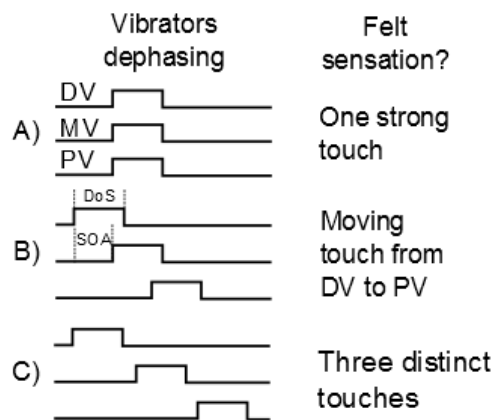 Vibrators
dephasing
Felt
sensation?
A)
DV
MV
PV
One strong
touch
B)
DoS
SOA
Moving
touch from
DV to PV
C)
Three distinct
touches